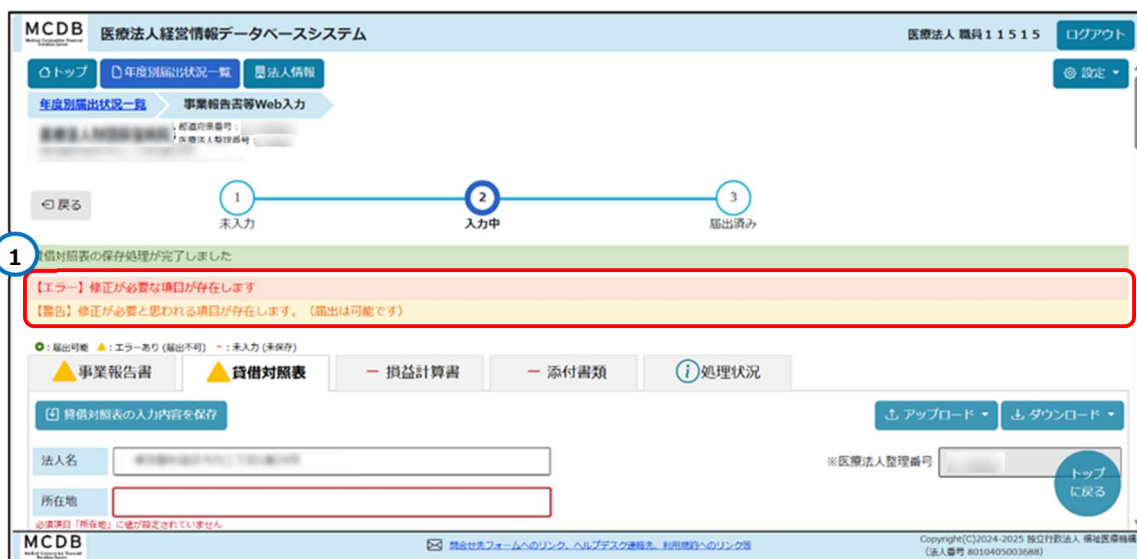 MCDB 医療法人経営情報データベースシステム 医療法人 職員11515 ログアウト
トップ 年度別届出状況一覧 法人情報 設定
年度別届出状況一覧 事業報告書等Web入力
都道府県番号:
医療法人整理番号:
戻る
1 2 3
未入力 入力中 届出済み
1
貸借対照表の保存処理が完了しました
【エラー】修正が必要な項目が存在します
【警告】修正が必要と思われる項目が存在します。(届出は可能です)
:届出可能 :エラーあり(届出不可) -:未入力(未保存)
事業報告書 貸借対照表 - 損益計算書 - 添付書類 i 処理状況
貸借対照表の入力内容を保存 アップロード ダウンロード
法人名 ※医療法人整理番号
トップ
に戻る
所在地
必須項目「所在地」に値が設定されていません
MCDB 問合せ先フォームへのリンク、ヘルプデスク連絡先、利用規約へのリンク等 Copyright(C)2024-2025 独立行政法人 福祉医療機構
(法人番号 8010405003688)